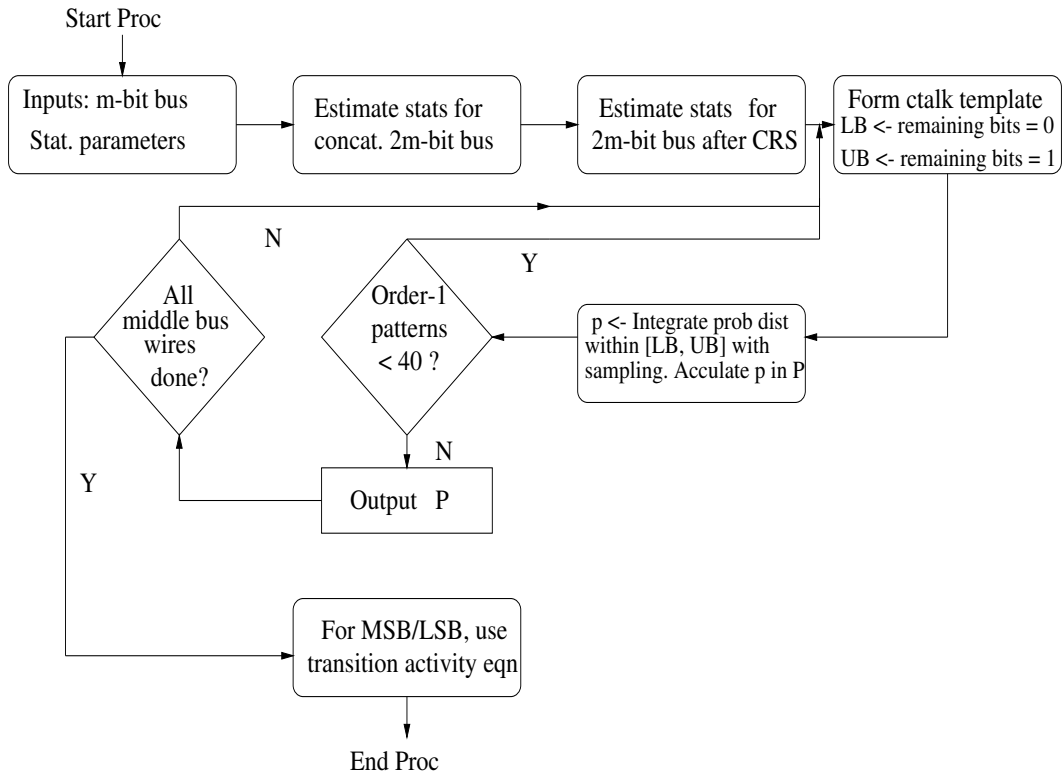 Start Proc
Inputs: m-bit bus
Stat. parameters
Estimate stats for
concat. 2m-bit bus
Estimate stats for
2m-bit bus after CRS
Form ctalk template
LB <- remaining bits = 0
UB <- remaining bits = 1
N
Y
All
middle bus
wires
done?
Order-1
patterns
< 40 ?
p <- Integrate prob dist
within [LB, UB] with
sampling. Acculate p in P
Y
N
Output P
For MSB/LSB, use
transition activity eqn
End Proc